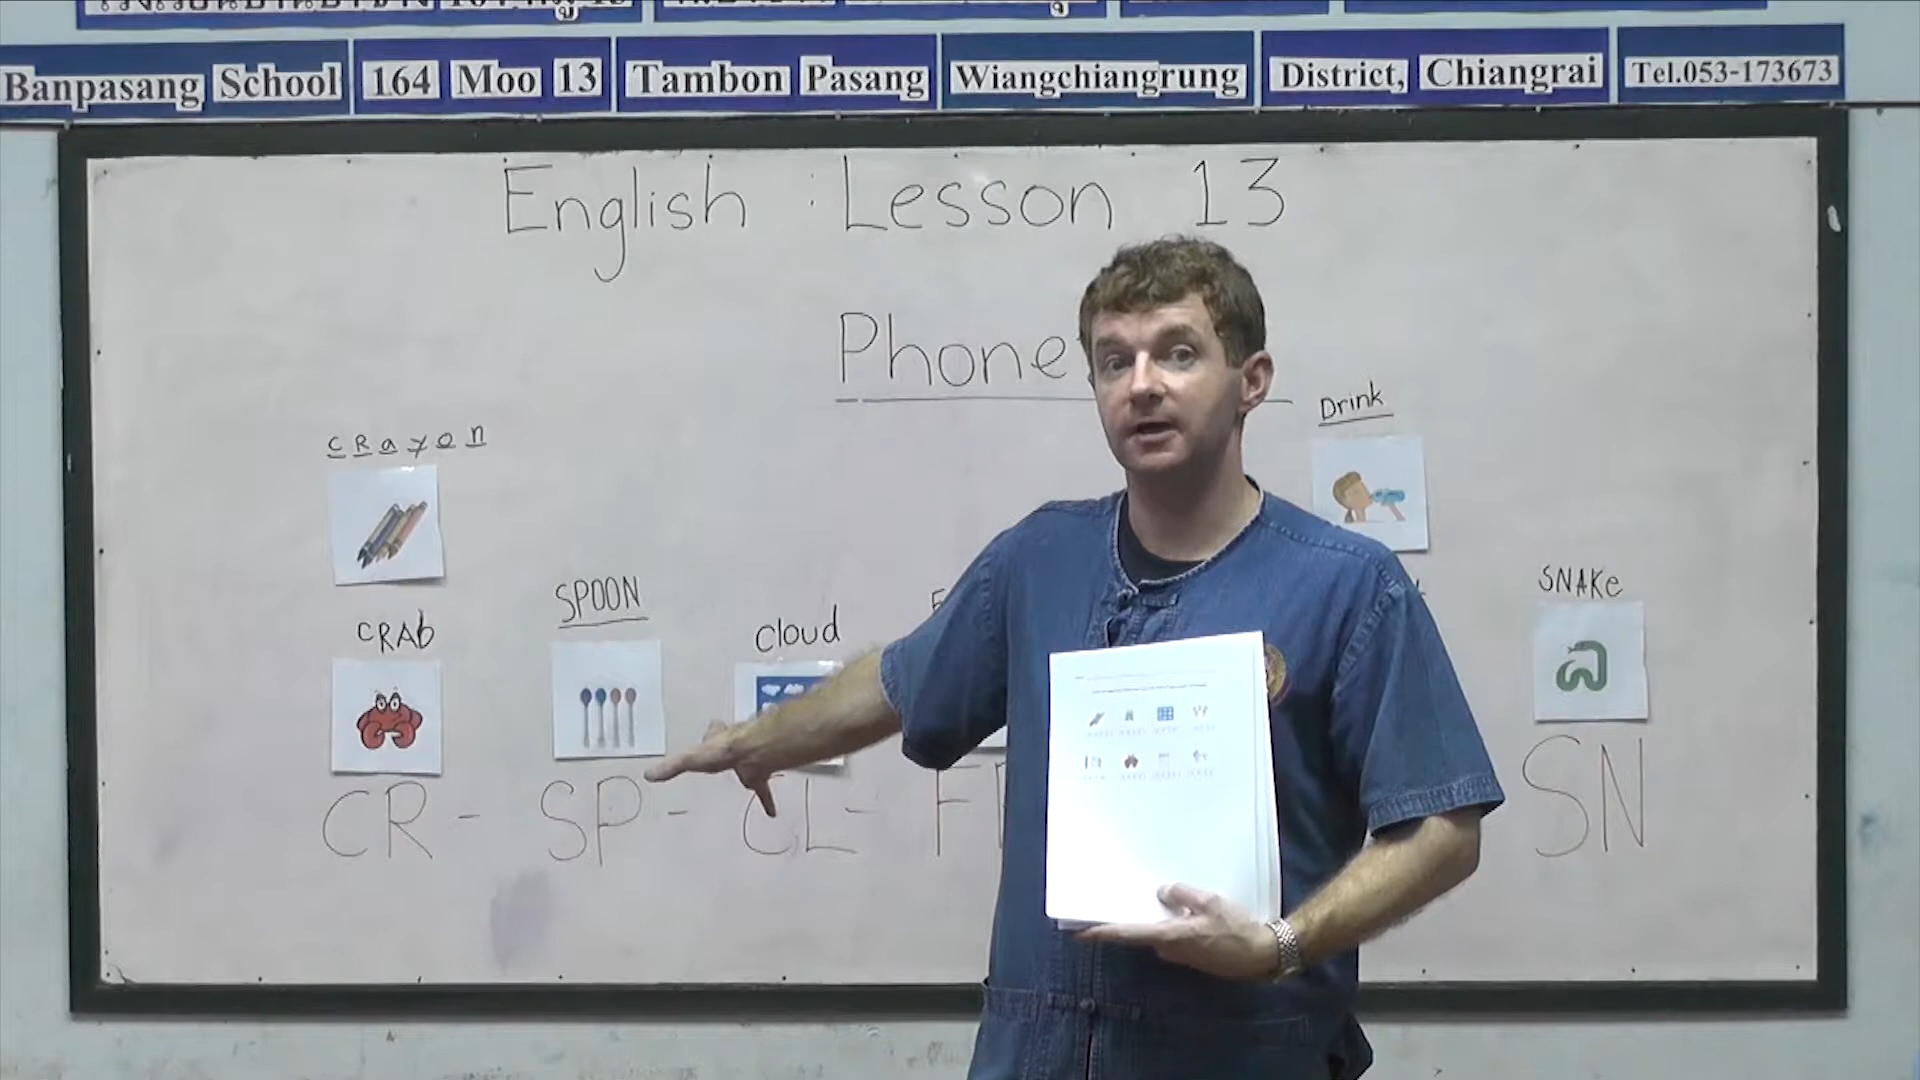 Banpasang School 164 Moo 13 Tambon Pasang Wiangchiangrung District, Chiangrai Tel.053-173673
English : Lesson 13
Phone
Drink
CRayon
SPOON
SNAKe
CRAb
Cloud
CR - SP - CL - F
SN